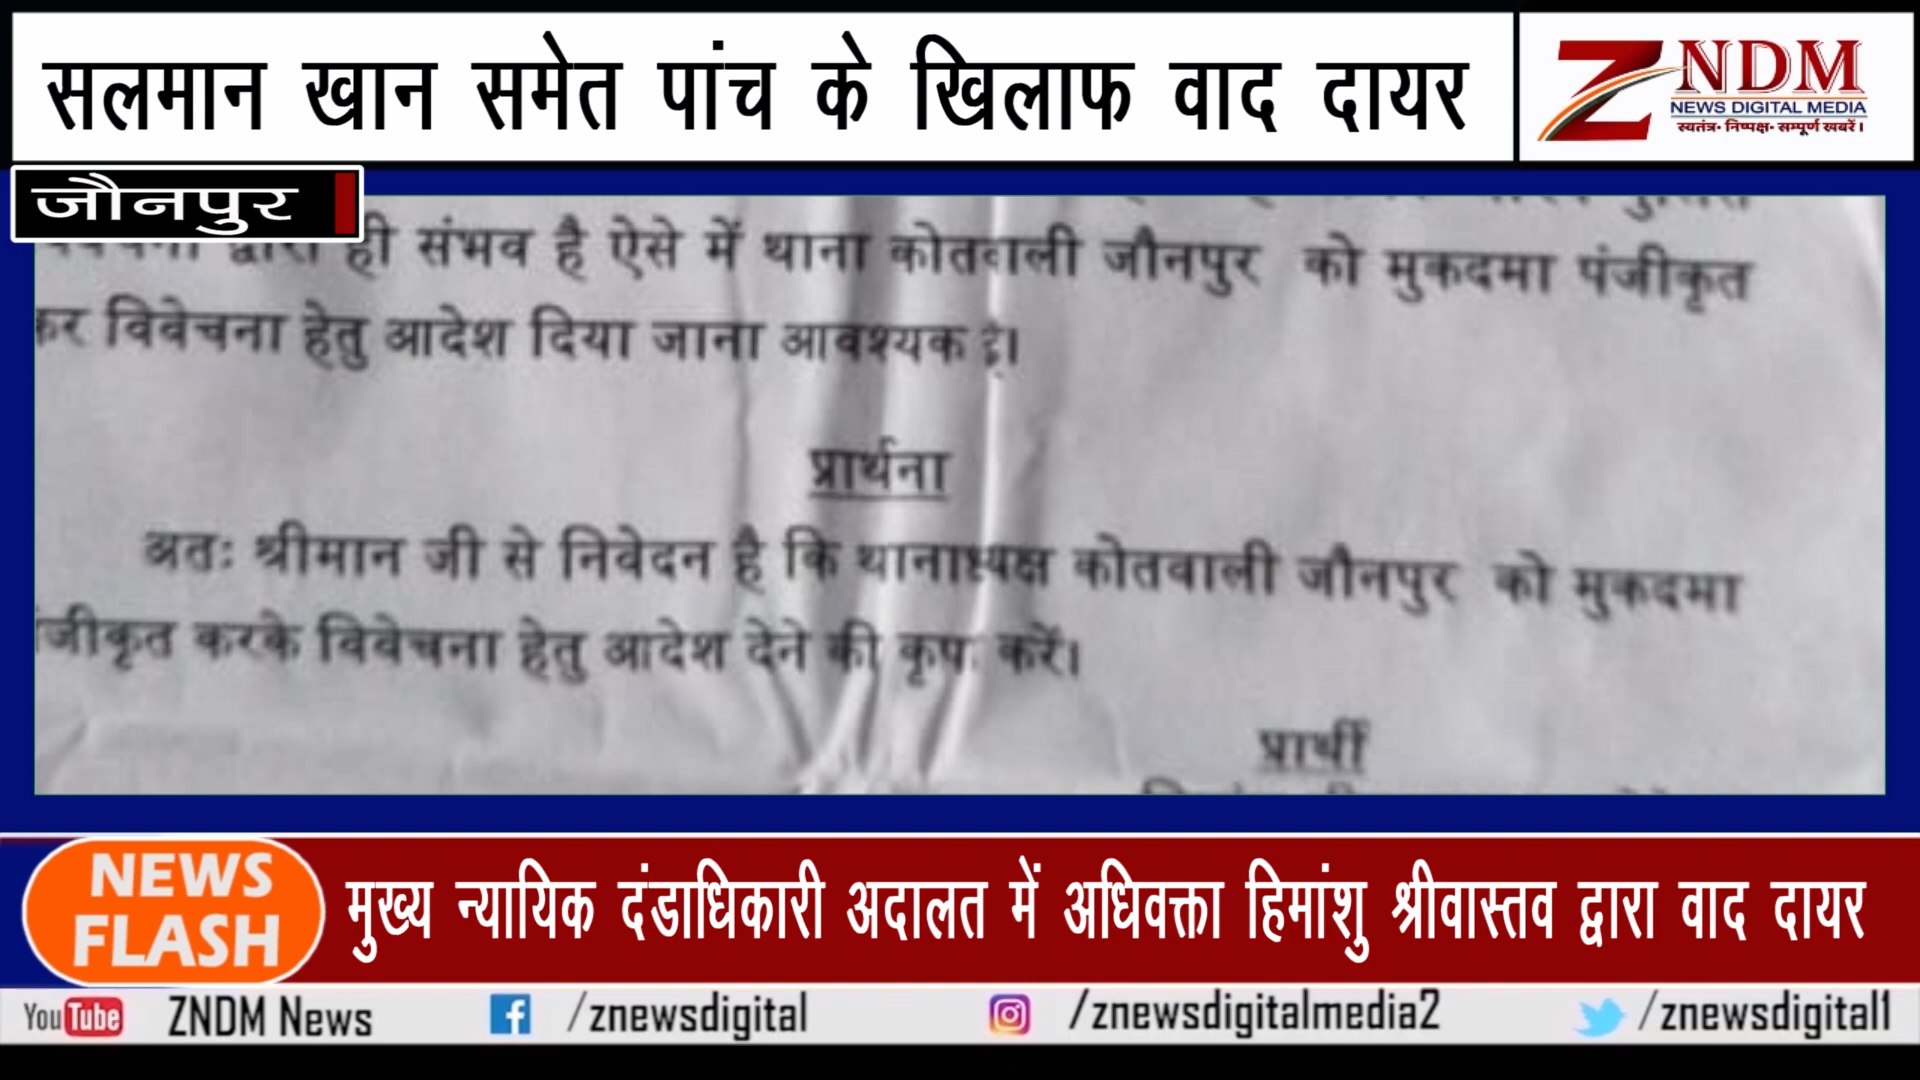 सलमान खान समेत पांच के खिलाफ वाद दायर
ZNDM
NEWS DIGITAL MEDIA
स्वतंत्र• निष्पक्ष• सम्पूर्ण खबरें।
जौनपुर
ही संभव है ऐसे में थाना कोतवाली जौनपुर को मुकदमा पंजीकृत
कर विवेचना हेतु आदेश दिया जाना आवश्यक है।
प्रार्थना
अतः श्रीमान जी से निवेदन है कि थानाध्यक्ष कोतवाली जौनपुर को मुकदमा
करके विवेचना हेतु आदेश देने की कृपा करें।
प्रार्थी
NEWS
FLASH
मुख्य न्यायिक दंडाधिकारी अदालत में अधिवक्ता हिमांशु श्रीवास्तव द्वारा वाद दायर
YouTube ZNDM News /znewsdigital /znewsdigitalmedia2 /znewsdigital1